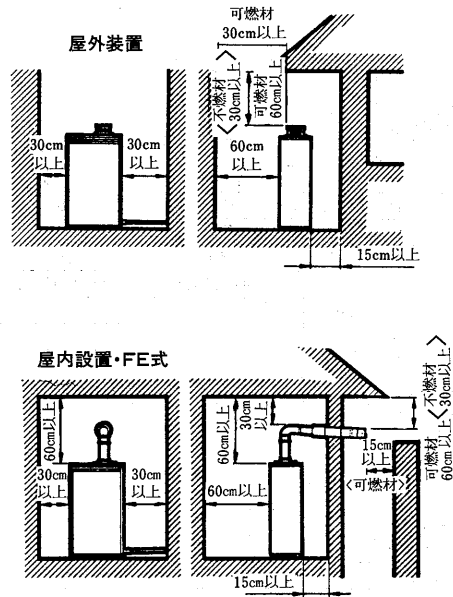 屋外装置
可燃材
30cm以上
〈不燃材
30cm以上〉
可燃材
60cm以上
30cm
以上
30cm
以上
60cm
以上
15cm以上
屋内設置・FE式
60cm以上
30cm
以上
30cm
以上
60cm以上
30cm
以上
60cm以上
15cm
以上
〈可燃材〉
〈不燃材
30cm以上〉
可燃材
60cm以上
15cm以上